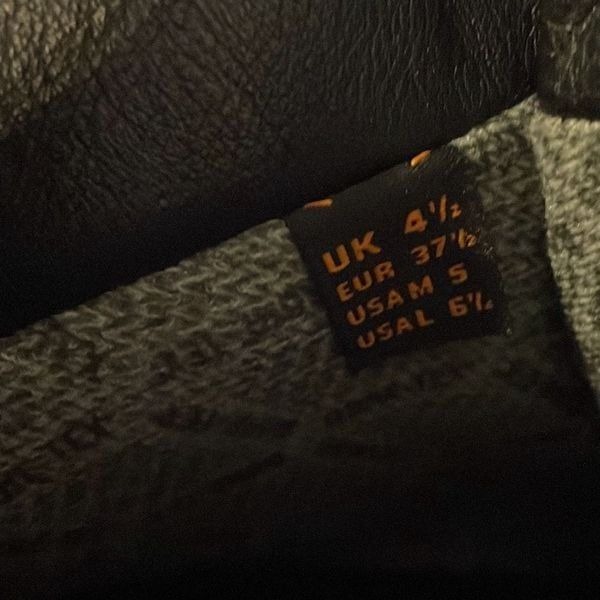 UK 4½
EUR 37½
USAM 5
USAL 6½